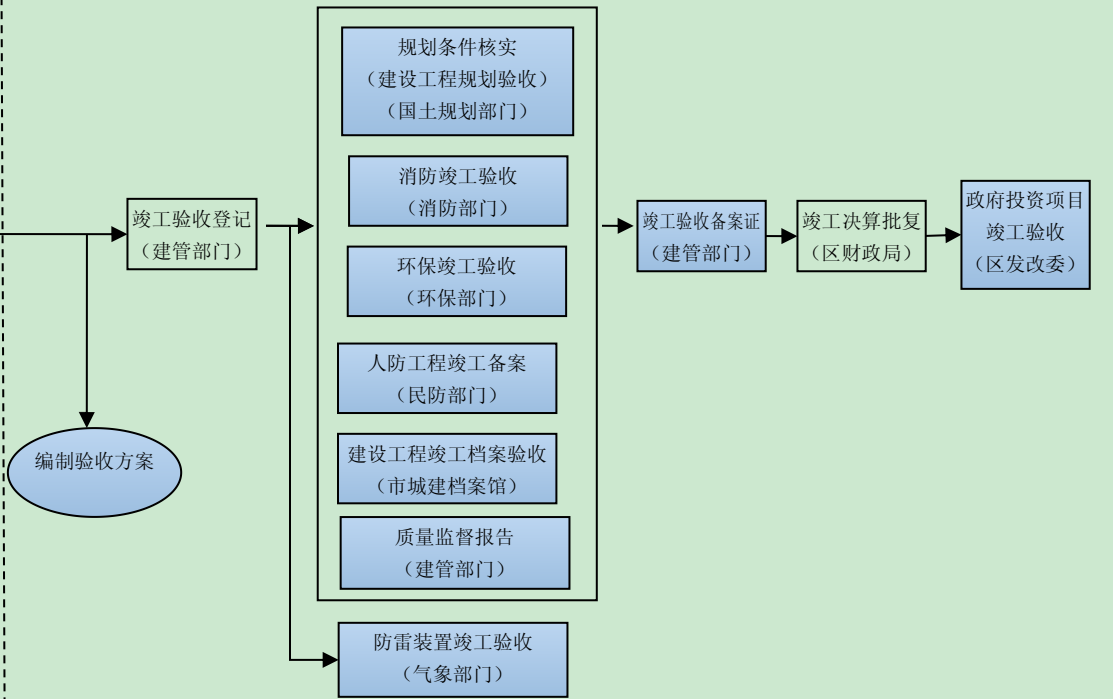 规划条件核实
（建设工程规划验收）
（国土规划部门）
消防竣工验收
（消防部门）
竣工验收登记
（建管部门）
环保竣工验收
（环保部门）
人防工程竣工备案
（民防部门）
建设工程竣工档案验收
（市城建档案馆）
质量监督报告
（建管部门）
防雷装置竣工验收
（气象部门）
编制验收方案
竣工验收备案证
（建管部门）
竣工决算批复
（区财政局）
政府投资项目
竣工验收
（区发改委）